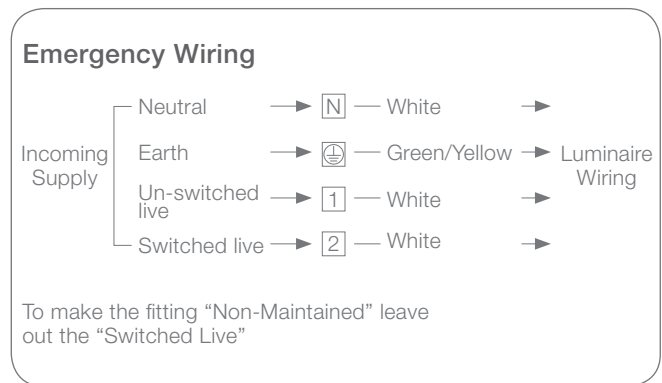 Emergency Wiring
Neutral N White
Incoming Supply
Earth Green/Yellow
Luminaire Wiring
Un-switched live 1 White
Switched live 2 White
To make the fitting “Non-Maintained” leave
out the “Switched Live”